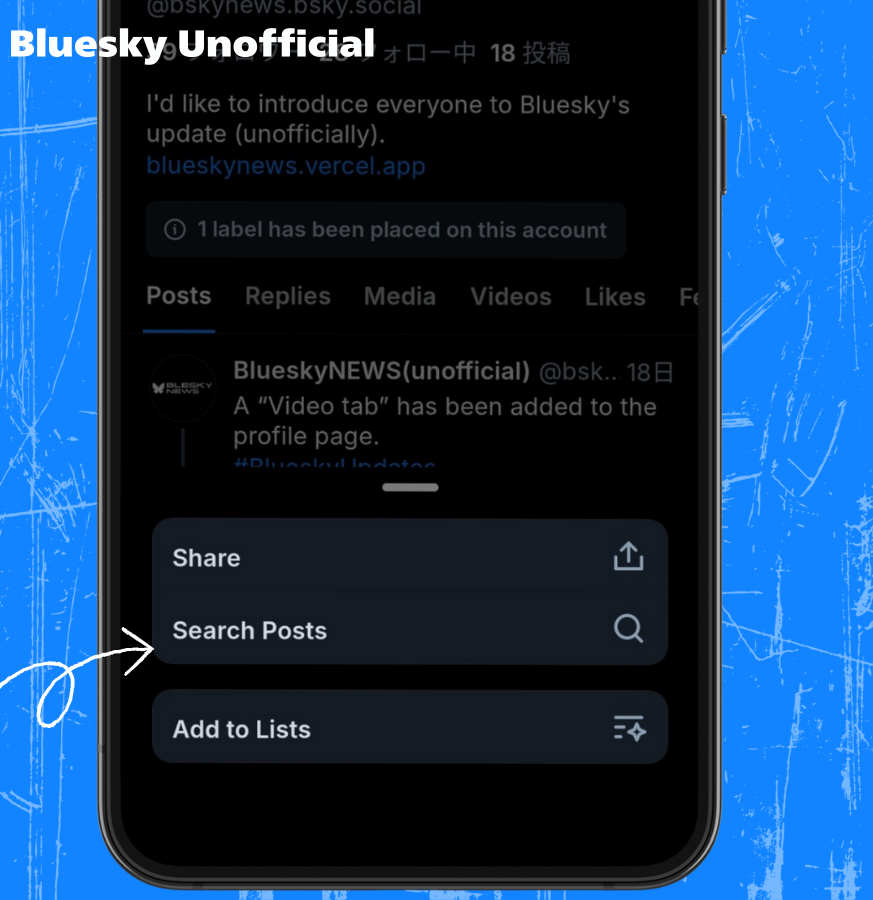 @bskynews.bsky.social
Bluesky Unofficial
フォロー中 18 投稿
I'd like to introduce everyone to Bluesky's
update (unofficially).
blueskynews.vercel.app
1 label has been placed on this account
Posts Replies Media Videos Likes
BlueskyNEWS(unofficial) @bsk.. 18日
BLESKY
NEWS
A “Video tab” has been added to the
profile page.
#BlueskyUpdates
Share
Search Posts
Add to Lists